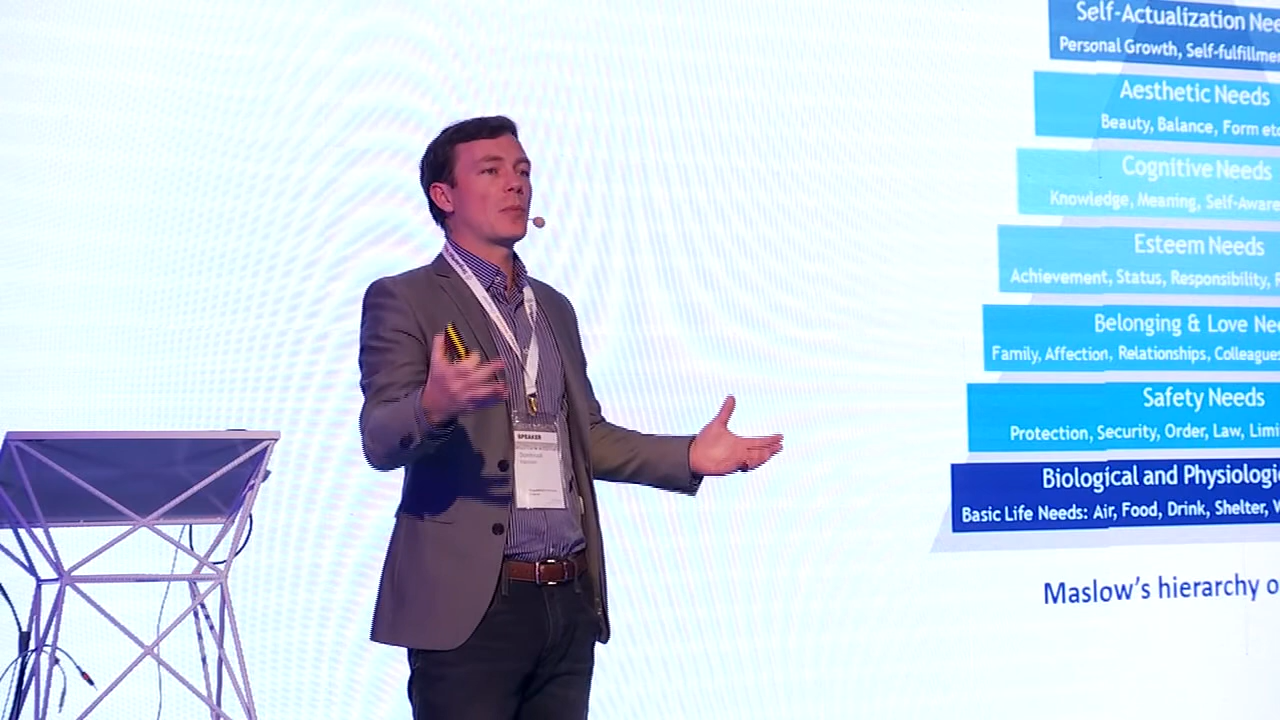 Self-Actualization Nee
Personal Growth, Self-fulfillmen
Aesthetic Needs
Beauty, Balance, Form etc
Cognitive Needs
Knowledge, Meaning, Self-Aware
Esteem Needs
Achievement, Status, Responsibility, R
Belonging & Love Nee
Family, Affection, Relationships, Colleagues
Safety Needs
Protection, Security, Order, Law, Limi
Biological and Physiologic
Basic Life Needs: Air, Food, Drink, Shelter, W
Maslow's hierarchy o
SPEAKER